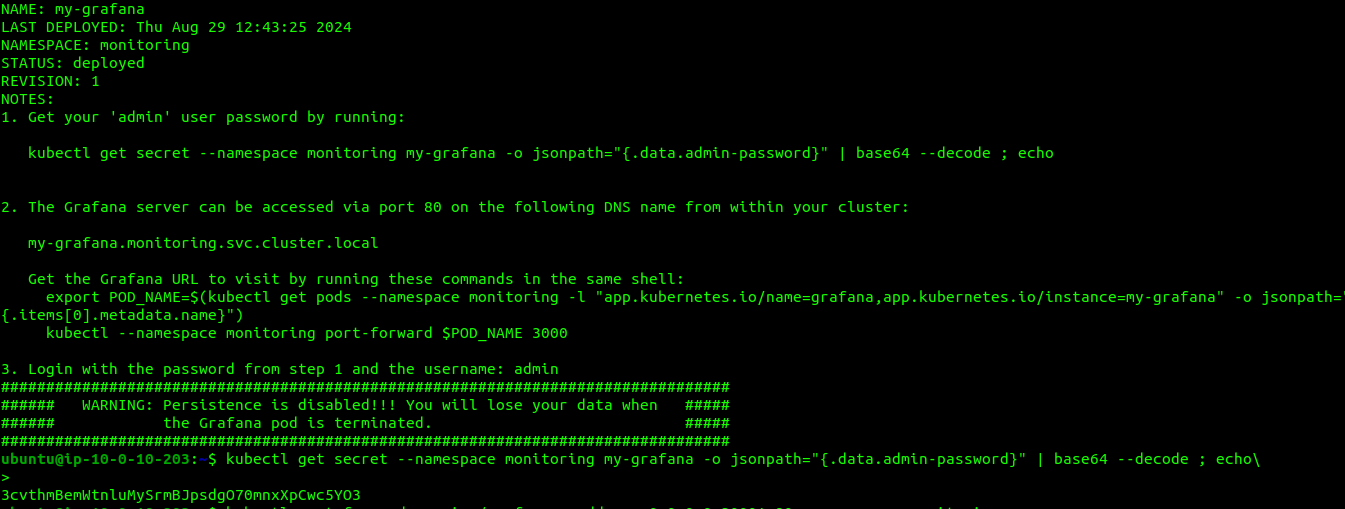 NAME: my-grafana
LAST DEPLOYED: Thu Aug 29 12:43:25 2024
NAMESPACE: monitoring
STATUS: deployed
REVISION: 1
NOTES:
1. Get your 'admin' user password by running:
kubectl get secret --namespace monitoring my-grafana -o jsonpath="{.data.admin-password}" | base64 --decode ; echo
2. The Grafana server can be accessed via port 80 on the following DNS name from within your cluster:
my-grafana.monitoring.svc.cluster.local
Get the Grafana URL to visit by running these commands in the same shell:
export POD_NAME=$(kubectl get pods --namespace monitoring -l "app.kubernetes.io/name=grafana,app.kubernetes.io/instance=my-grafana" -o jsonpath="
{.items[0].metadata.name}")
kubectl --namespace monitoring port-forward $POD_NAME 3000
3. Login with the password from step 1 and the username: admin
#################################################################################
######   WARNING: Persistence is disabled!!! You will lose your data when   #####
######            the Grafana pod is terminated.                            #####
#################################################################################
ubuntu@ip-10-0-10-203:~$ kubectl get secret --namespace monitoring my-grafana -o jsonpath="{.data.admin-password}" | base64 --decode ; echo\
>
3cvthmBemWtnluMySrmBJpsdgO70mnxXpCwc5YO3